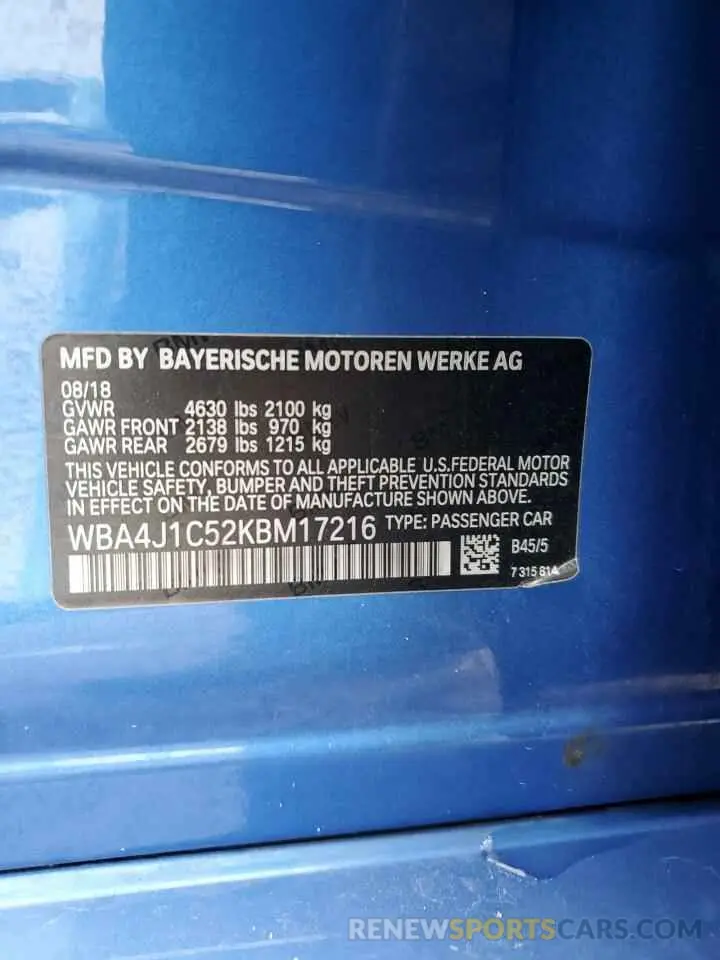 MFD BY BAYERISCHE MOTOREN WERKE AG
08/18
GVWR 4630 lbs 2100 kg
GAWR FRONT 2138 lbs 970 kg
GAWR REAR 2679 lbs 1215 kg
THIS VEHICLE CONFORMS TO ALL APPLICABLE U.S.FEDERAL MOTOR
VEHICLE SAFETY, BUMPER AND THEFT PREVENTION STANDARDS
IN EFFECT ON THE DATE OF MANUFACTURE SHOWN ABOVE.
WBA4J1C52KBM17216 TYPE: PASSENGER CAR
B45/5
7 315 814
RENEWSPORTSCARS.COM